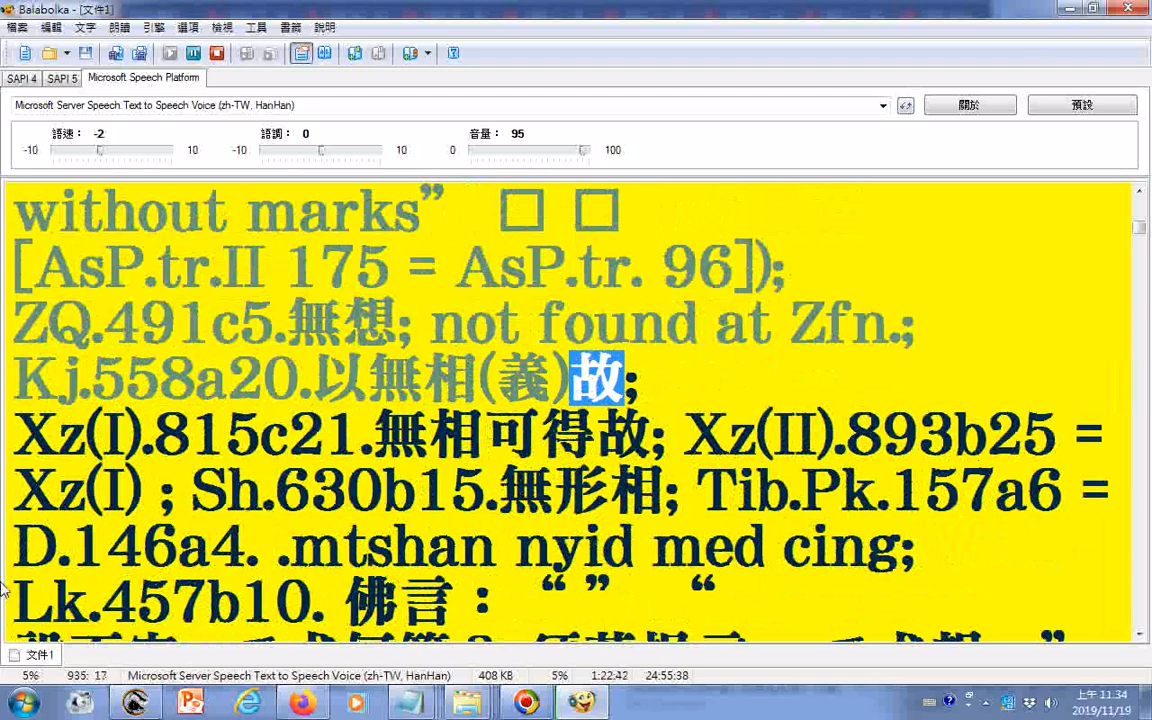 Balabolka - [文件1]
檔案 編輯 文字 朗讀 引擎 選項 檢視 工具 書籤 說明
SAPI 4 SAPI 5 Microsoft Speech Platform
Microsoft Server Speech Text to Speech Voice (zh-TW, HanHan)
關於 預設
語速： -2 語調： 0 音量： 95
-10 10 -10 10 0 100
without marks” □ □
[AsP.tr.II 175 = AsP.tr. 96]);
ZQ.491c5.無想; not found at Zfn.;
Kj.558a20.以無相(義)故;
Xz(I).815c21.無相可得故; Xz(II).893b25 =
Xz(I) ; Sh.630b15.無形相; Tib.Pk.157a6 =
D.146a4. .mtshan nyid med cing;
Lk.457b10. 佛言： “ ” “
文件1
5% 935: 17 Microsoft Server Speech Text to Speech Voice (zh-TW, HanHan) 408 KB 5% 1:22:42 24:55:38
上午 11:34
2019/11/19